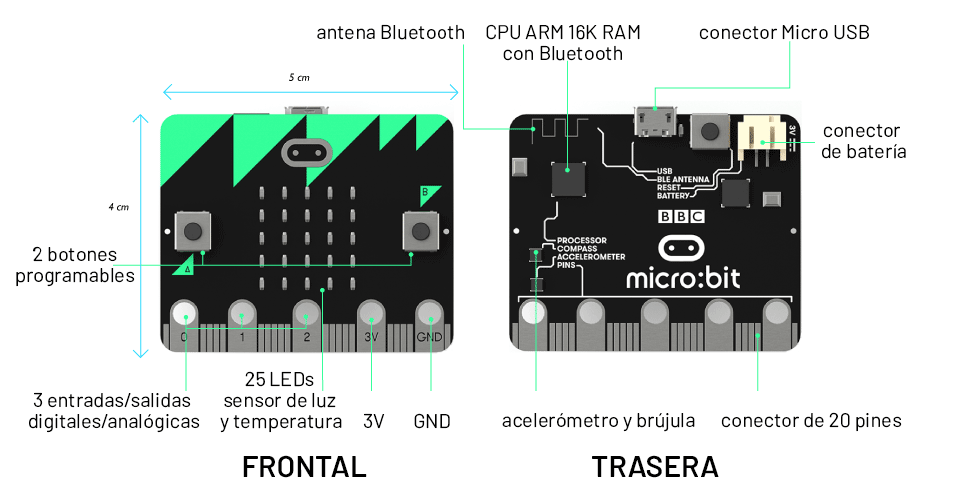 antena Bluetooth
CPU ARM 16K RAM
con Bluetooth
conector Micro USB
5 cm
4 cm
conector
de batería
2 botones
programables
B
A
0
1
2
3V
GND
3V
USB
BLE ANTENNA
RESET
BATTERY
BBC
PROCESSOR
COMPASS
ACCELEROMETER
PINS
micro:bit
3 entradas/salidas
digitales/analógicas
25 LEDs
sensor de luz
y temperatura
3V
GND
acelerómetro y brújula
conector de 20 pines
FRONTAL
TRASERA